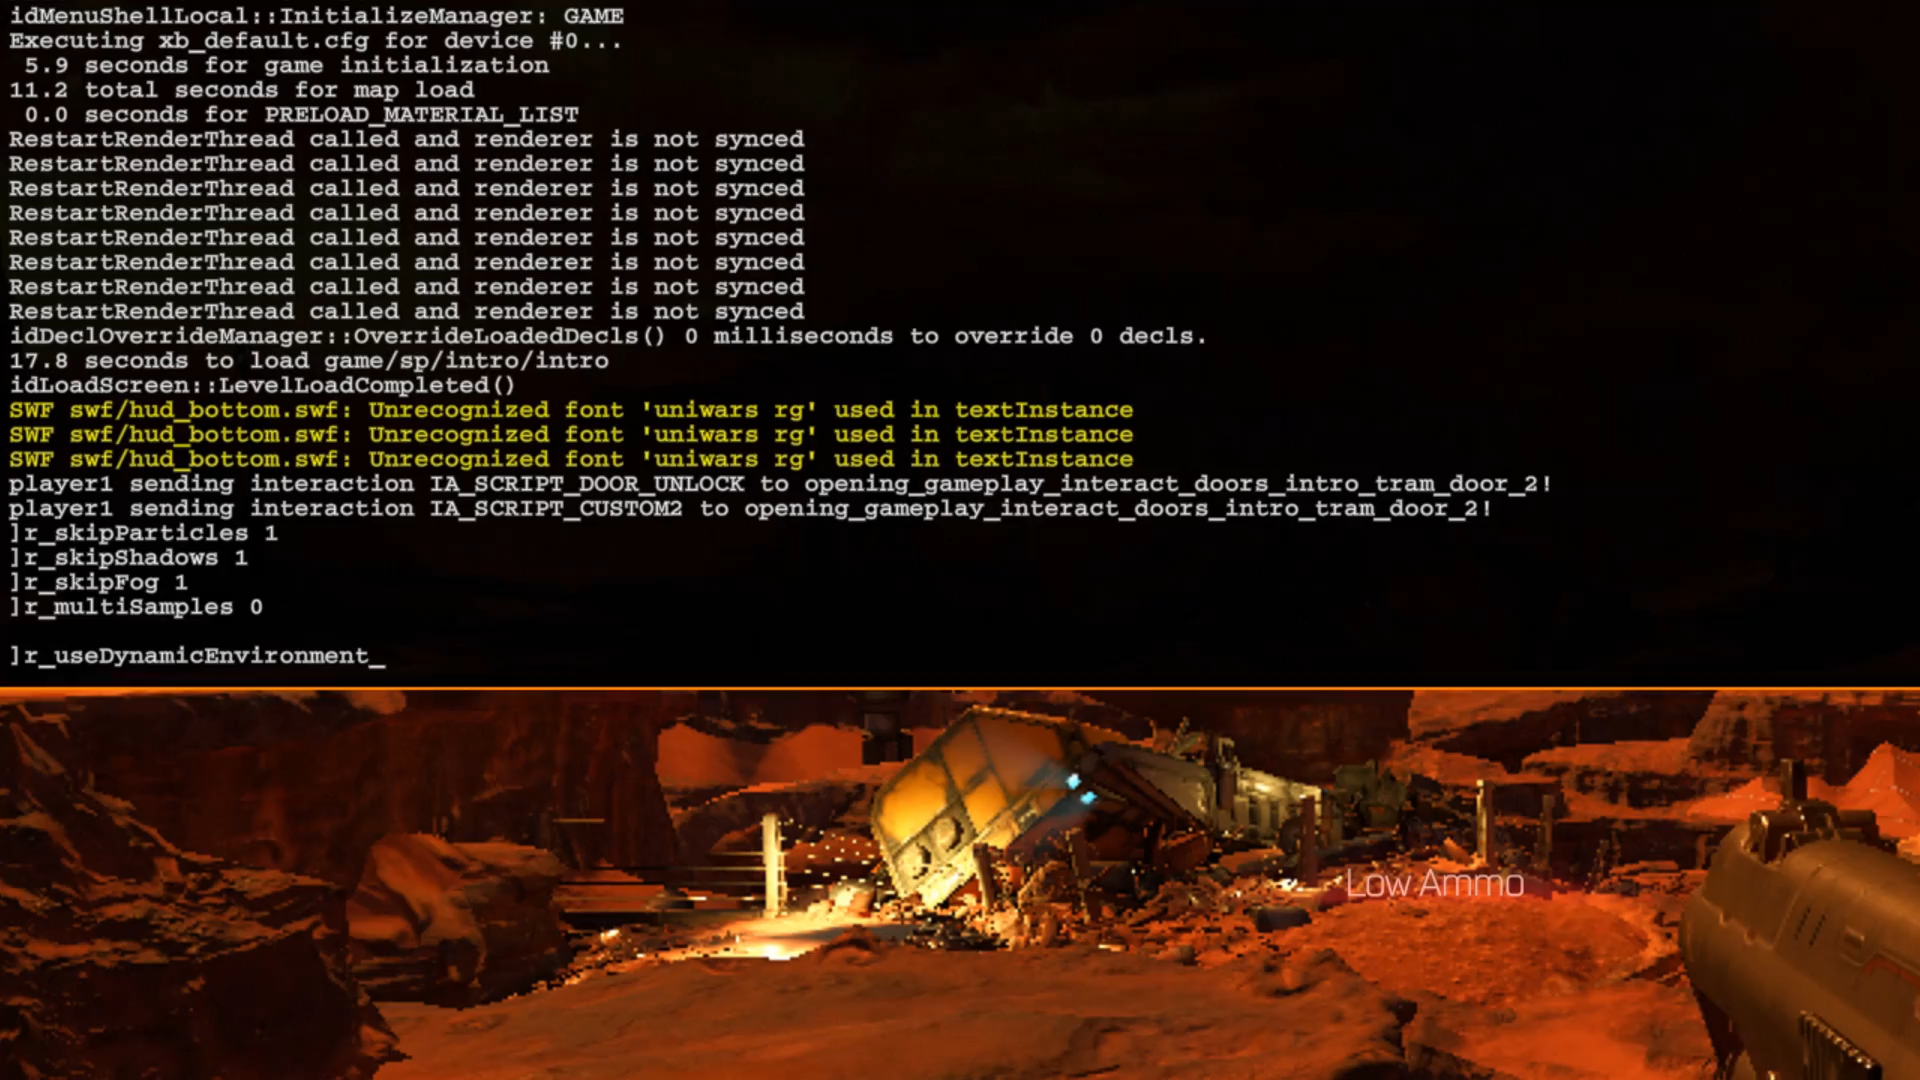 idMenuShellLocal::InitializeManager: GAME
Executing xb_default.cfg for device #0...
 5.9 seconds for game initialization
11.2 total seconds for map load
 0.0 seconds for PRELOAD_MATERIAL_LIST
RestartRenderThread called and renderer is not synced
RestartRenderThread called and renderer is not synced
RestartRenderThread called and renderer is not synced
RestartRenderThread called and renderer is not synced
RestartRenderThread called and renderer is not synced
RestartRenderThread called and renderer is not synced
RestartRenderThread called and renderer is not synced
RestartRenderThread called and renderer is not synced
idDeclOverrideManager::OverrideLoadedDecls() 0 milliseconds to override 0 decls.
17.8 seconds to load game/sp/intro/intro
idLoadScreen::LevelLoadCompleted()
SWF swf/hud_bottom.swf: Unrecognized font 'uniwars rg' used in textInstance
SWF swf/hud_bottom.swf: Unrecognized font 'uniwars rg' used in textInstance
SWF swf/hud_bottom.swf: Unrecognized font 'uniwars rg' used in textInstance
player1 sending interaction IA_SCRIPT_DOOR_UNLOCK to opening_gameplay_interact_doors_intro_tram_door_2!
player1 sending interaction IA_SCRIPT_CUSTOM2 to opening_gameplay_interact_doors_intro_tram_door_2!
]r_skipParticles 1
]r_skipShadows 1
]r_skipFog 1
]r_multiSamples 0
]r_useDynamicEnvironment_
Low Ammo